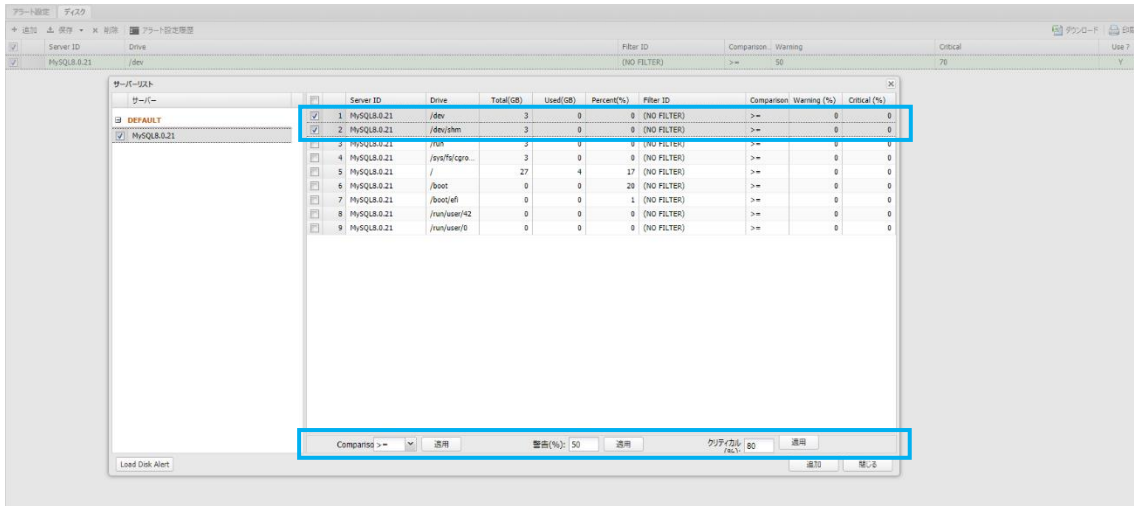 アラート設定 ディスク
+ 追加 保存 × 削除 アラート設定履歴 ダウンロード 印刷
Server ID Drive Filter ID Comparison.. Warning Critical Use ?
MySQL8.0.21 /dev (NO FILTER) >= 50 70 Y
サーバーリスト
サーバー Server ID Drive Total(GB) Used(GB) Percent(%) Filter ID Comparison Warning (%) Critical (%)
DEFAULT
MySQL8.0.21
1 MySQL8.0.21 /dev 3 0 0 (NO FILTER) >= 0 0
2 MySQL8.0.21 /dev/shm 3 0 0 (NO FILTER) >= 0 0
3 MySQL8.0.21 /run 3 0 0 (NO FILTER) >= 0 0
4 MySQL8.0.21 /sys/fs/cgro... 3 0 0 (NO FILTER) >= 0 0
5 MySQL8.0.21 / 27 4 17 (NO FILTER) >= 0 0
6 MySQL8.0.21 /boot 0 0 20 (NO FILTER) >= 0 0
7 MySQL8.0.21 /boot/efi 0 0 1 (NO FILTER) >= 0 0
8 MySQL8.0.21 /run/user/42 0 0 0 (NO FILTER) >= 0 0
9 MySQL8.0.21 /run/user/0 0 0 0 (NO FILTER) >= 0 0
Compariso >= 適用 警告(%): 50 適用 クリティカル (%): 80 適用
Load Disk Alert 追加 閉じる